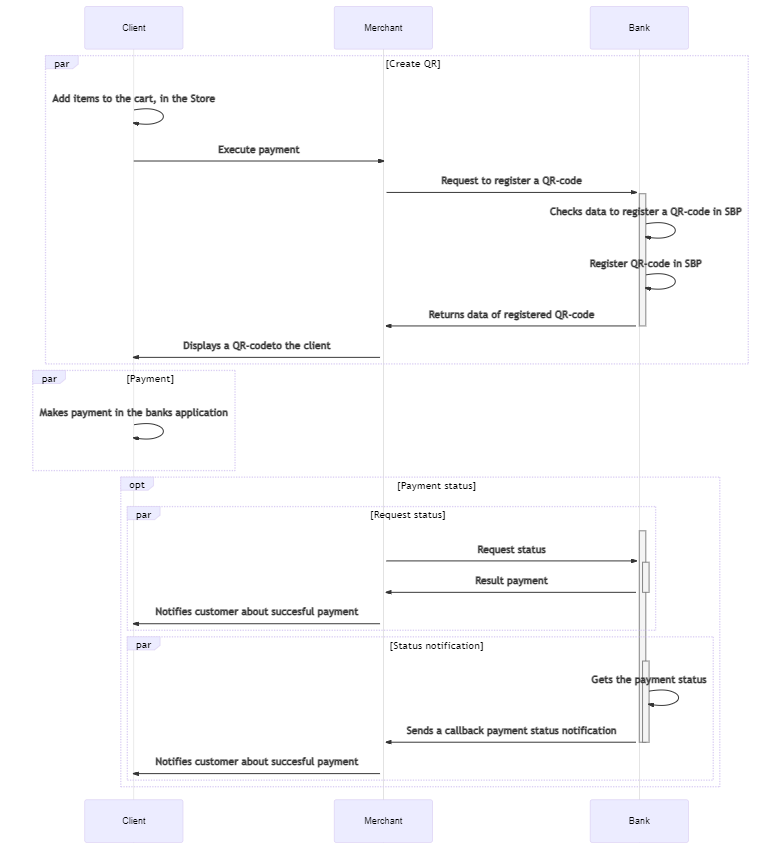 Client
Merchant
Bank
par
[Create QR]
Add items to the cart, in the Store
Execute payment
Request to register a QR-code
Checks data to register a QR-code in SBP
Register QR-code in SBP
Returns data of registered QR-code
Displays a QR-codeto the client
par
[Payment]
Makes payment in the banks application
opt
[Payment status]
par
[Request status]
Request status
Result payment
Notifies customer about succesful payment
par
[Status notification]
Gets the payment status
Sends a callback payment status notification
Notifies customer about succesful payment
Client
Merchant
Bank